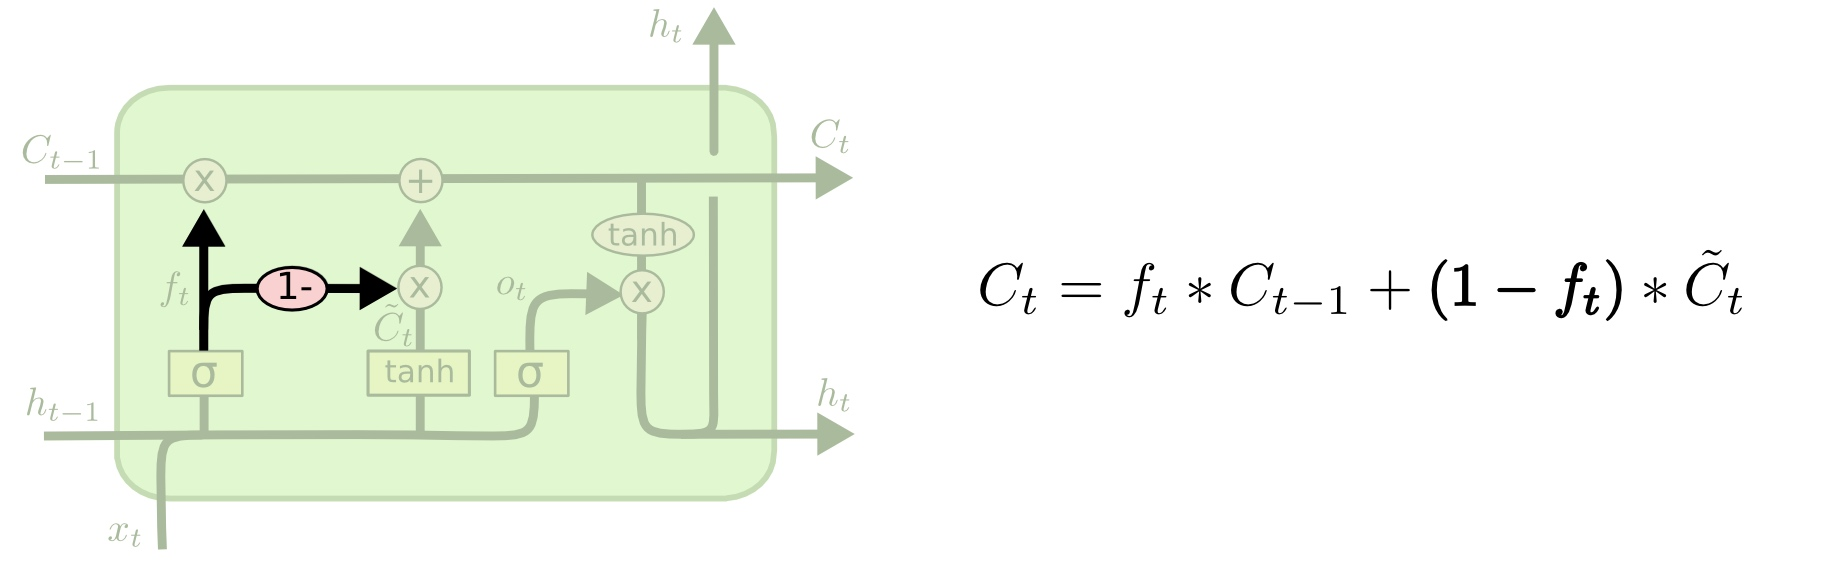 h_t
C_{t-1}
C_t
x
+
tanh
f_t
1-
x
o_t
x
C̃_t
σ
tanh
σ
h_{t-1}
h_t
x_t
C_t = f_t * C_{t-1} + (1 − f_t) * C̃_t